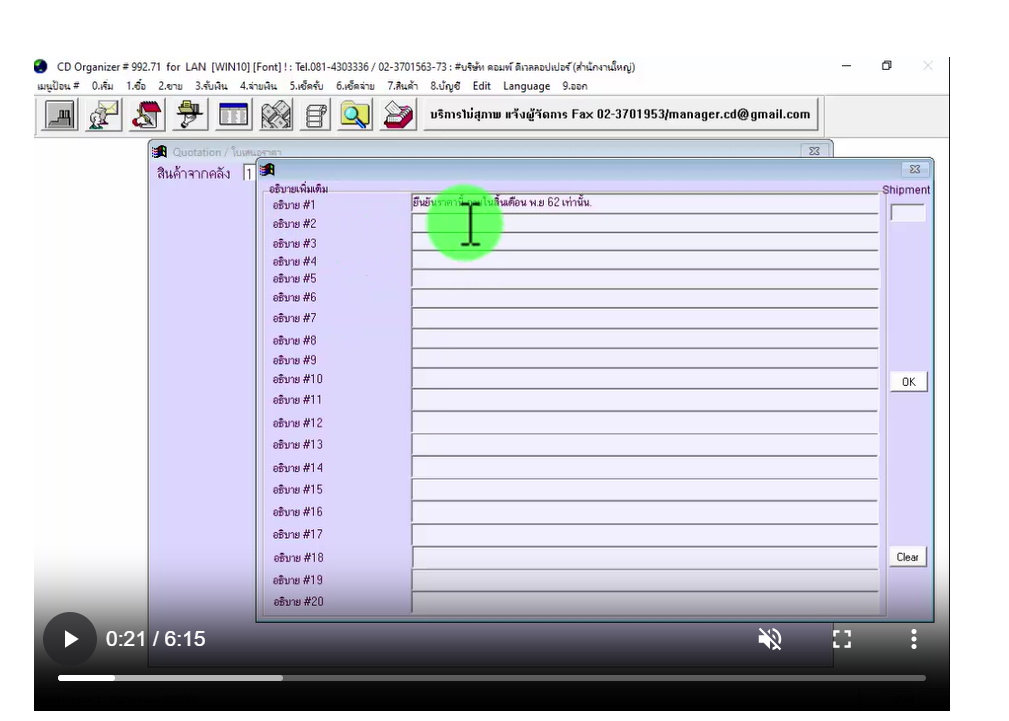 CD Organizer # 992.71 for LAN [WIN10] [Font] ! : Tel.081-4303336 / 02-3701563-73 : #บริษัท คอมพ์ ดิเวลลอปเปอร์ (สำนักงานใหญ่)
เมนูป้อน # 0.เริ่ม 1.ซื้อ 2.ขาย 3.รับเงิน 4.จ่ายเงิน 5.เช็ครับ 6.เช็คจ่าย 7.สินค้า 8.บัญชี Edit Language 9.ออก
บริการไม่สุภาพ แจ้งผู้จัดการ Fax 02-3701953/manager.cd@gmail.com
Quotation / ใบเสนอราคา
สินค้าจากคลัง 1
อธิบายเพิ่มเติม
Shipment
อธิบาย #1 ยืนยันราคานี้ ภายในสิ้นเดือน พ.ย 62 เท่านั้น.
อธิบาย #2
อธิบาย #3
อธิบาย #4
อธิบาย #5
อธิบาย #6
อธิบาย #7
อธิบาย #8
อธิบาย #9
อธิบาย #10
OK
อธิบาย #11
อธิบาย #12
อธิบาย #13
อธิบาย #14
อธิบาย #15
อธิบาย #16
อธิบาย #17
อธิบาย #18
Clear
อธิบาย #19
อธิบาย #20
0:21 / 6:15